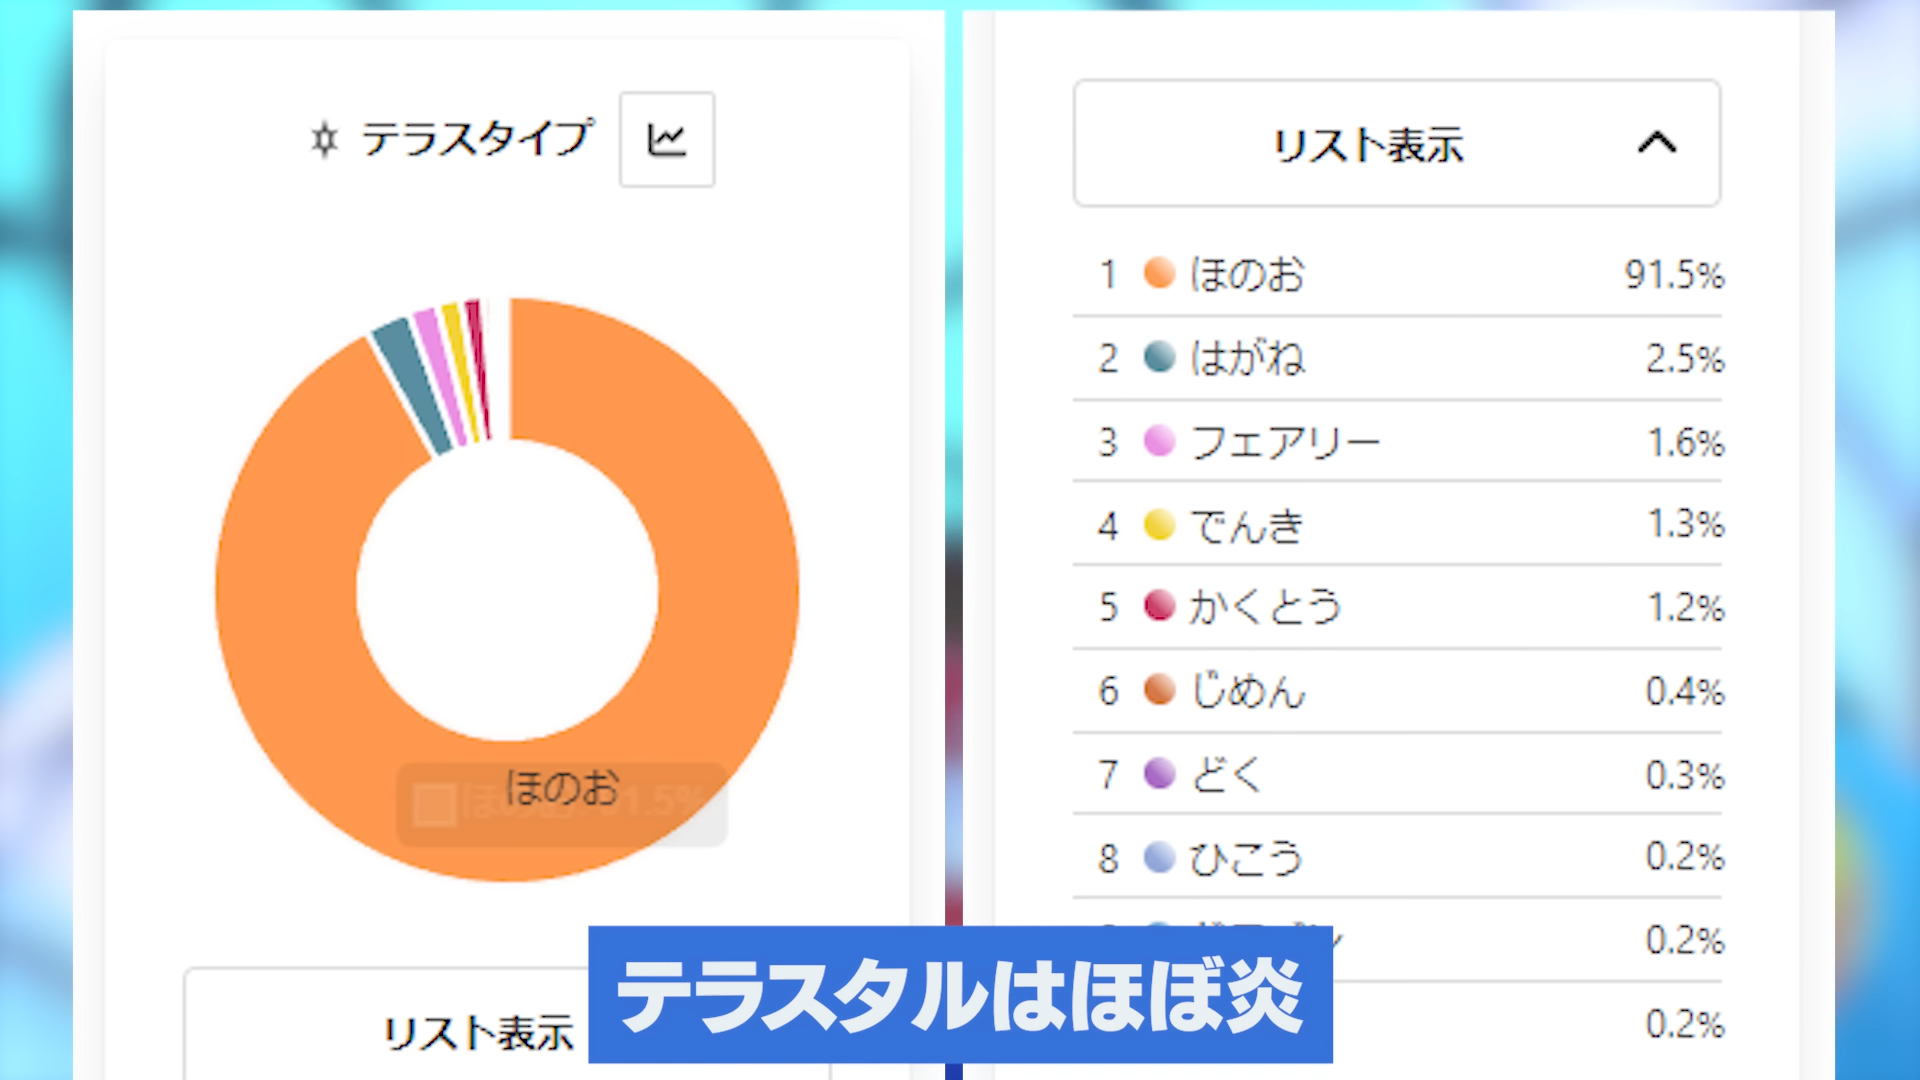 テラスタイプ
ほのお
リスト表示
リスト表示
1 ほのお 91.5%
2 はがね 2.5%
3 フェアリー 1.6%
4 でんき 1.3%
5 かくとう 1.2%
6 じめん 0.4%
7 どく 0.3%
8 ひこう 0.2%
0.2%
0.2%
テラスタルはほぼ炎